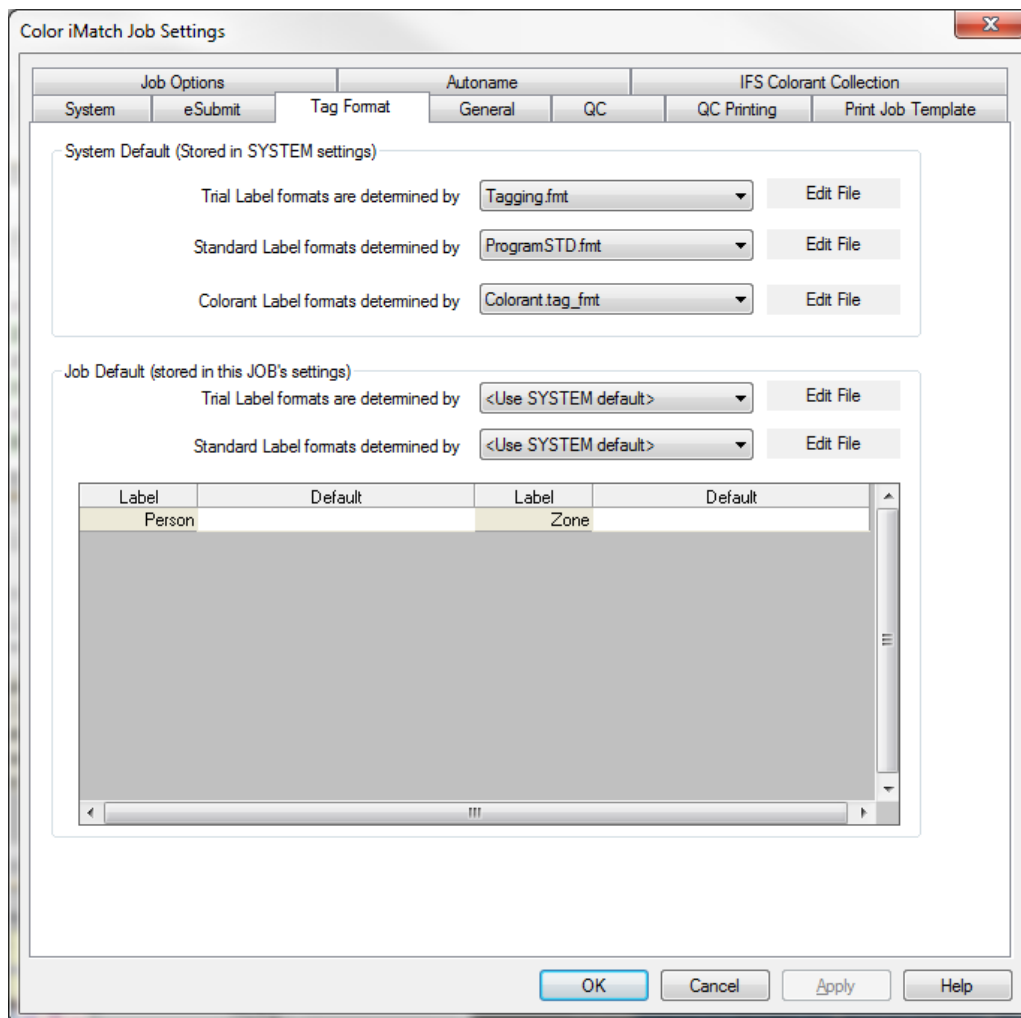 Color iMatch Job Settings
Job Options Autoname IFS Colorant Collection
System eSubmit Tag Format General QC QC Printing Print Job Template
System Default (Stored in SYSTEM settings)
Trial Label formats are determined by Tagging.fmt Edit File
Standard Label formats determined by ProgramSTD.fmt Edit File
Colorant Label formats determined by Colorant.tag_fmt Edit File
Job Default (stored in this JOB's settings)
Trial Label formats are determined by <Use SYSTEM default> Edit File
Standard Label formats determined by <Use SYSTEM default> Edit File
Label Default Label Default
Person Zone
OK Cancel Apply Help